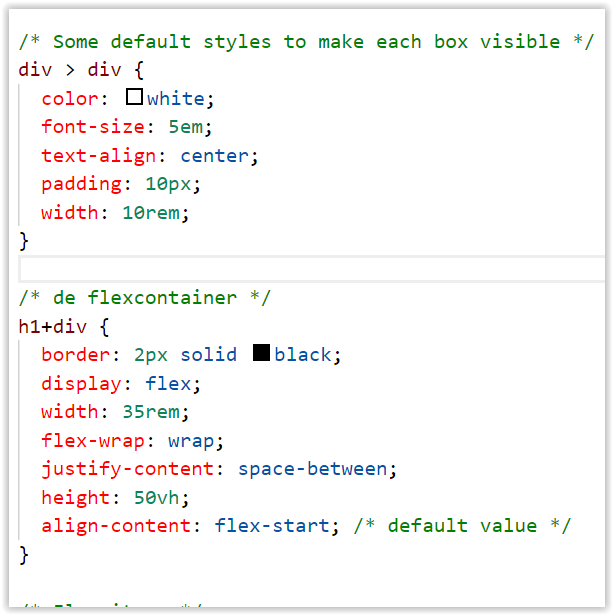 /* Some default styles to make each box visible */
div > div {
color: white;
font-size: 5em;
text-align: center;
padding: 10px;
width: 10rem;
}
/* de flexcontainer */
h1+div {
border: 2px solid black;
display: flex;
width: 35rem;
flex-wrap: wrap;
justify-content: space-between;
height: 50vh;
align-content: flex-start; /* default value */
}